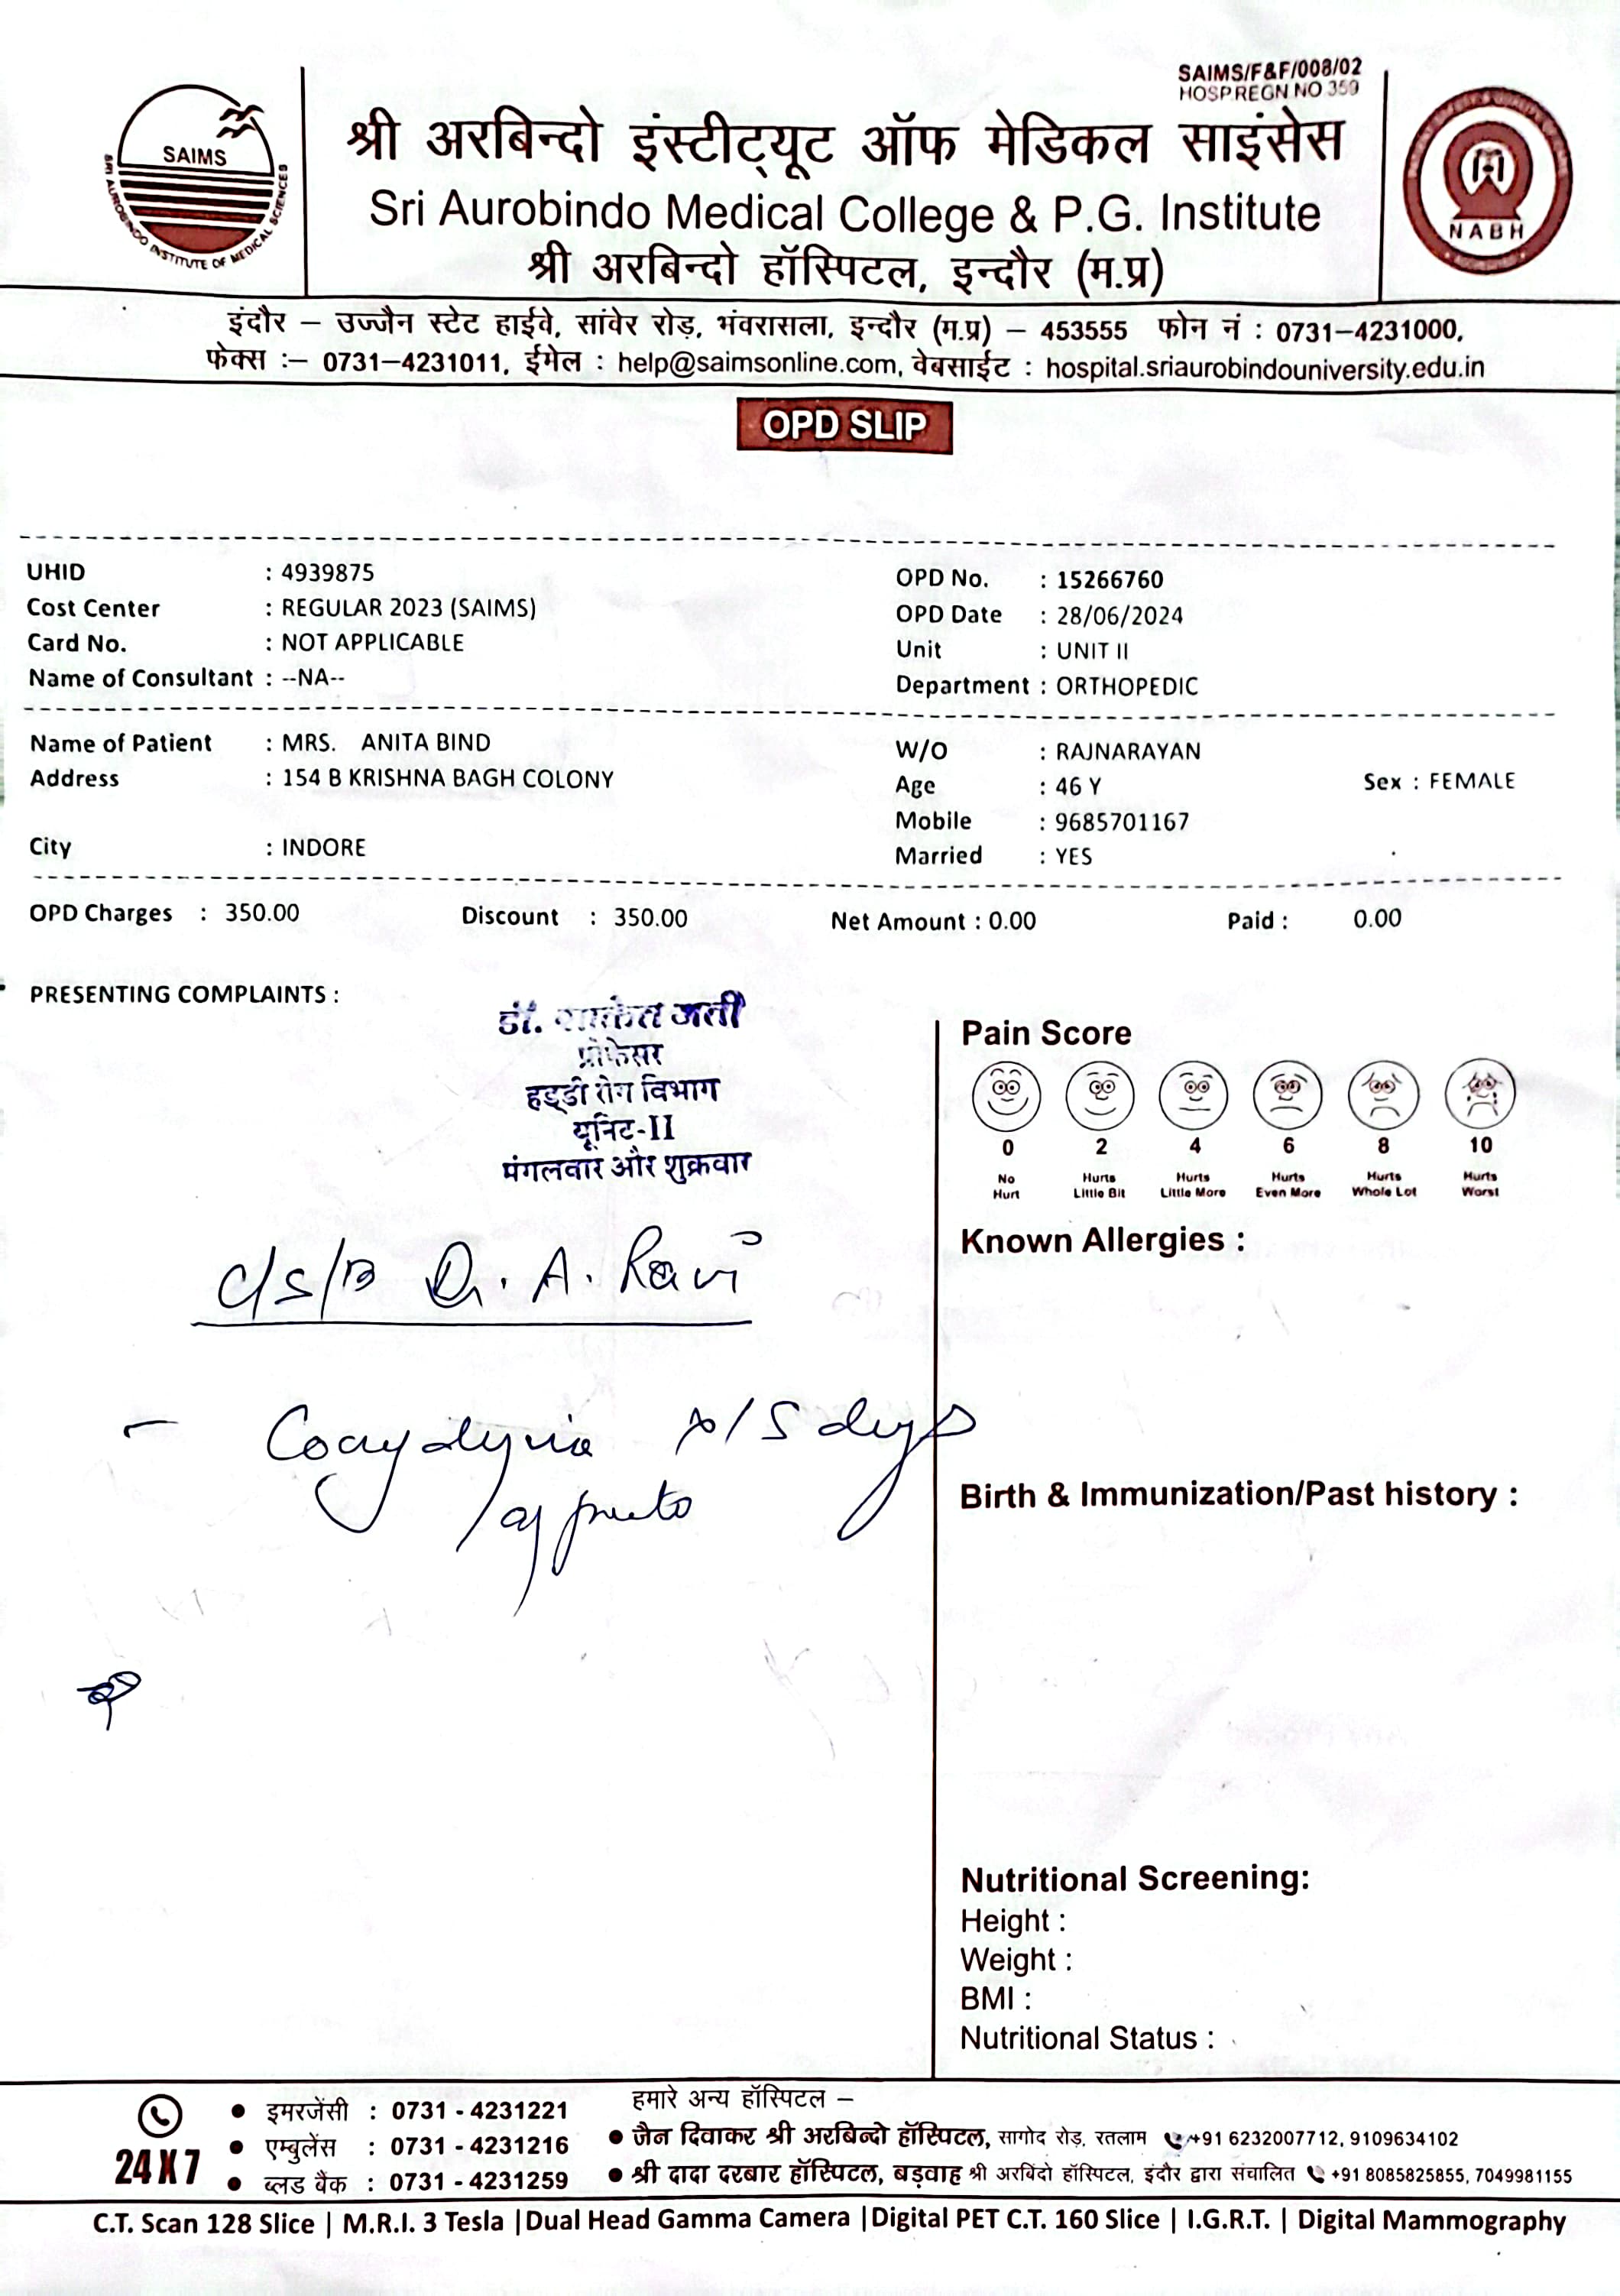 SAIMS/F&F/008/02
HOSP REGN NO 359
SAIMS
SRI AUROBINDO INSTITUTE OF MEDICAL SCIENCES
श्री अरबिन्दो इंस्टीट्यूट ऑफ मेडिकल साइंसेस
Sri Aurobindo Medical College & P.G. Institute
श्री अरबिन्दो हॉस्पिटल, इन्दौर (म.प्र)
NABH
इंदौर – उज्जैन स्टेट हाईवे, सांवेर रोड़, भंवरासला, इन्दौर (म.प्र) – 453555 फोन नं : 0731–4231000,
फेक्स :– 0731–4231011, ईमेल : help@saimsonline.com, वेबसाईट : hospital.sriaurobindouniversity.edu.in
OPD SLIP
UHID : 4939875 OPD No. : 15266760
Cost Center : REGULAR 2023 (SAIMS) OPD Date : 28/06/2024
Card No. : NOT APPLICABLE Unit : UNIT II
Name of Consultant : --NA-- Department : ORTHOPEDIC
Name of Patient : MRS. ANITA BIND W/O : RAJNARAYAN
Address : 154 B KRISHNA BAGH COLONY Age : 46 Y Sex : FEMALE
Mobile : 9685701167
City : INDORE Married : YES
OPD Charges : 350.00 Discount : 350.00 Net Amount : 0.00 Paid : 0.00
PRESENTING COMPLAINTS :
डॉ. जती
प्रोफेसर
हड्डी रोग विभाग
यूनिट-II
मंगलवार और शुक्रवार
C/S/B Dr. A. Ravi
- Coccydynia x/5 days
Pain Score
0 2 4 6 8 10
No Hurt Hurts Little Bit Hurts Little More Hurts Even More Hurts Whole Lot Hurts Worst
Known Allergies :
Birth & Immunization/Past history :
Nutritional Screening:
Height :
Weight :
BMI :
Nutritional Status :
24X7
• इमरजेंसी : 0731 - 4231221
• एम्बुलेंस : 0731 - 4231216
• ब्लड बैंक : 0731 - 4231259
हमारे अन्य हॉस्पिटल –
• जैन दिवाकर श्री अरबिन्दो हॉस्पिटल, सागोद रोड़, रतलाम +91 6232007712, 9109634102
• श्री दादा दरबार हॉस्पिटल, बड़वाह श्री अरबिंदो हॉस्पिटल, इंदौर द्वारा संचालित +91 8085825855, 7049981155
C.T. Scan 128 Slice | M.R.I. 3 Tesla | Dual Head Gamma Camera | Digital PET C.T. 160 Slice | I.G.R.T. | Digital Mammography